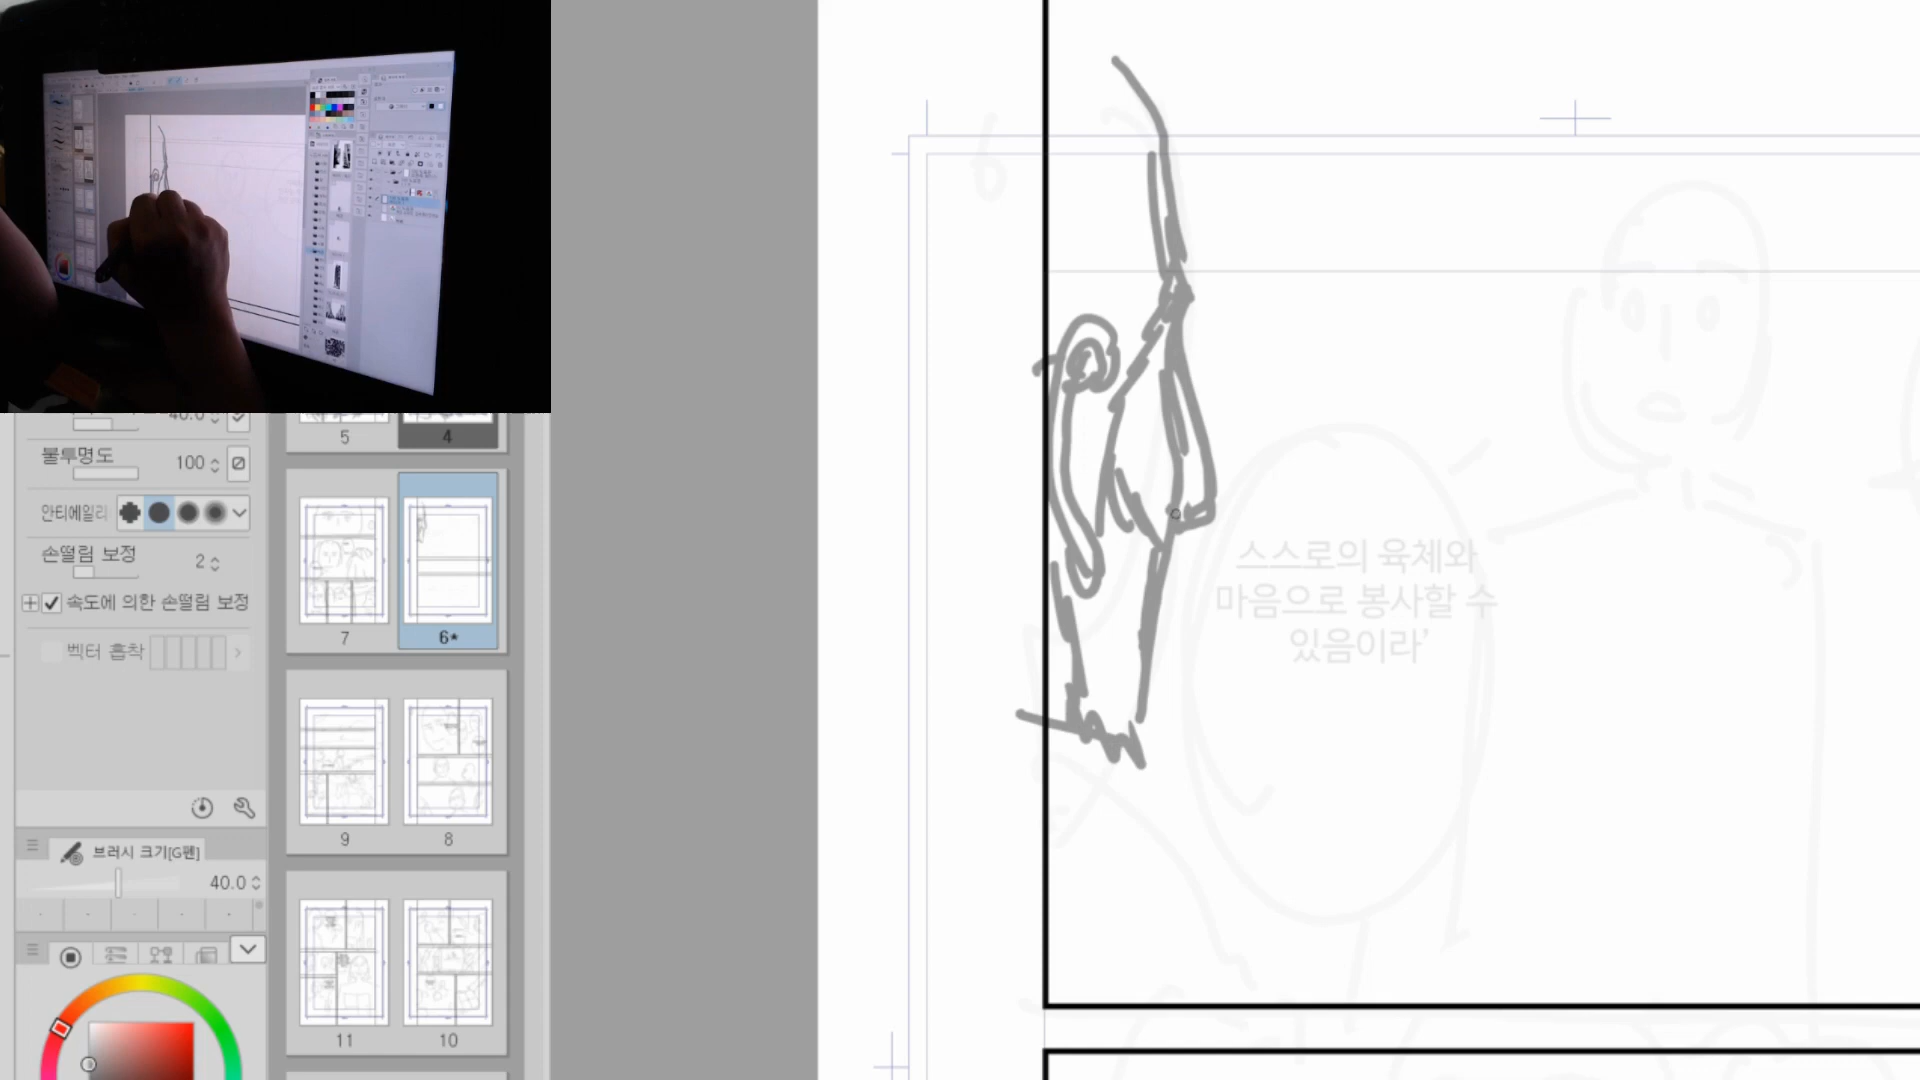 40.0
불투명도 100
안티에일리
손떨림 보정 2
속도에 의한 손떨림 보정
벡터 흡착
브러시 크기[G펜]
40.0
5 4
7 6*
9 8
11 10
6
스스로의 육체와
마음으로 봉사할 수
있음이라’